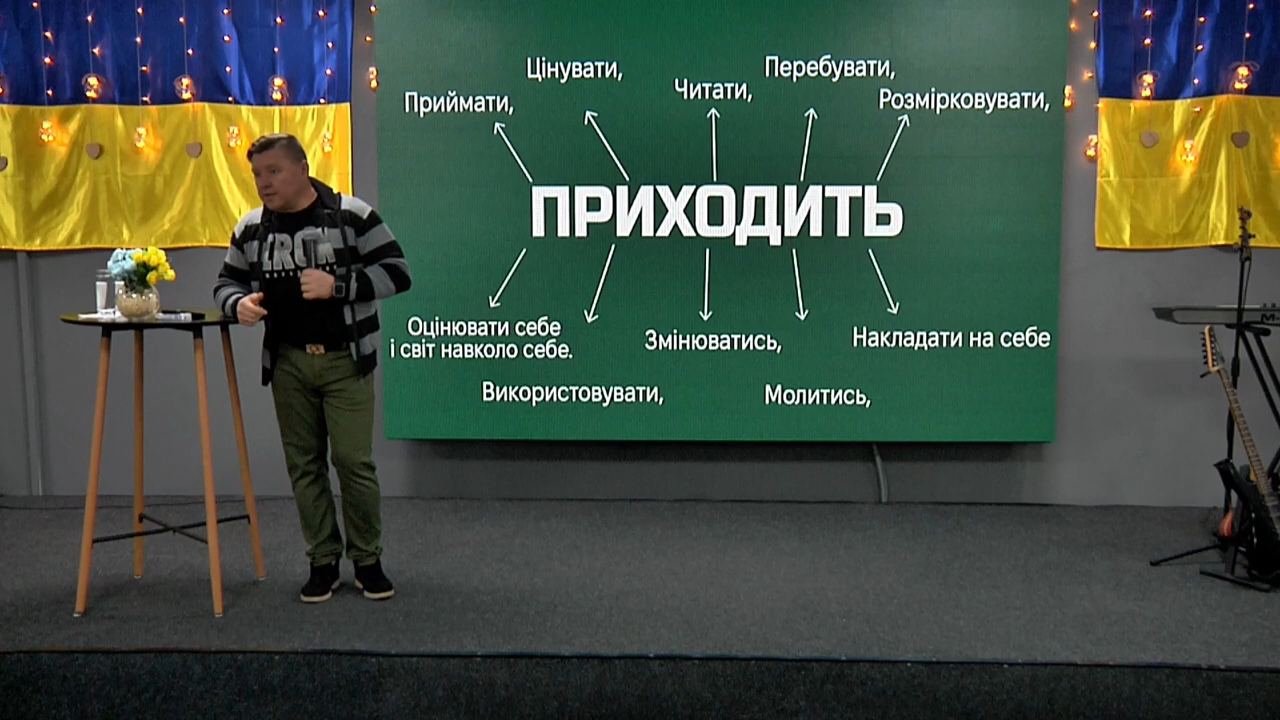 Цінувати,
Перебувати,
Читати,
Приймати,
Розмірковувати,
ПРИХОДИТЬ
Оцінювати себе
і світ навколо себе.
Змінюватись,
Накладати на себе
Використовувати,
Молитись,